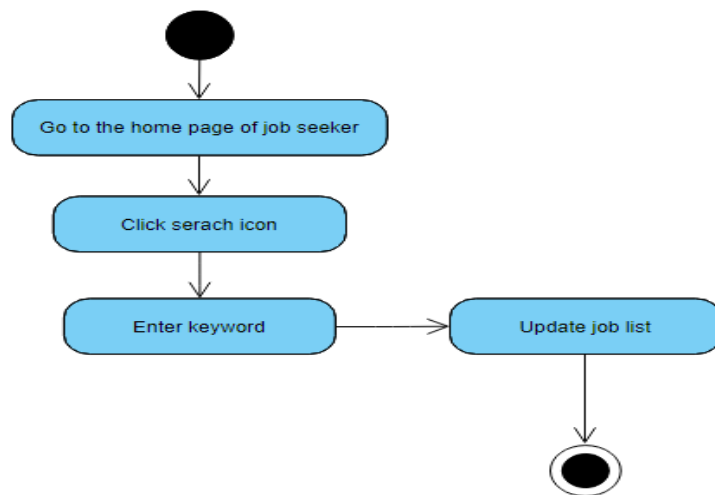 Go to the home page of job seeker
Click serach icon
Enter keyword
Update job list